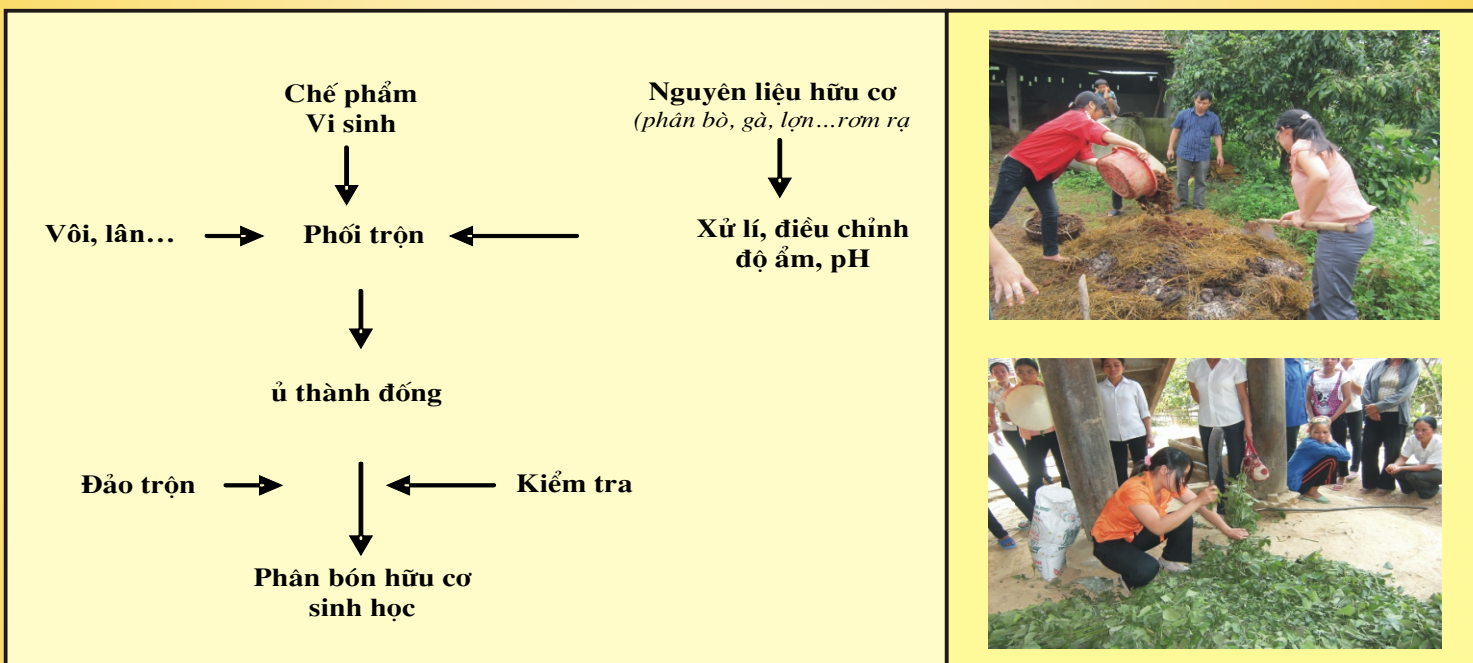 Chế phẩm
Vi sinh
Nguyên liệu hữu cơ
(phân bò, gà, lợn...rơm rạ
Vôi, lân...
Phối trộn
Xử lí, điều chỉnh
độ ẩm, pH
ủ thành đống
Đảo trộn
Kiểm tra
Phân bón hữu cơ
sinh học